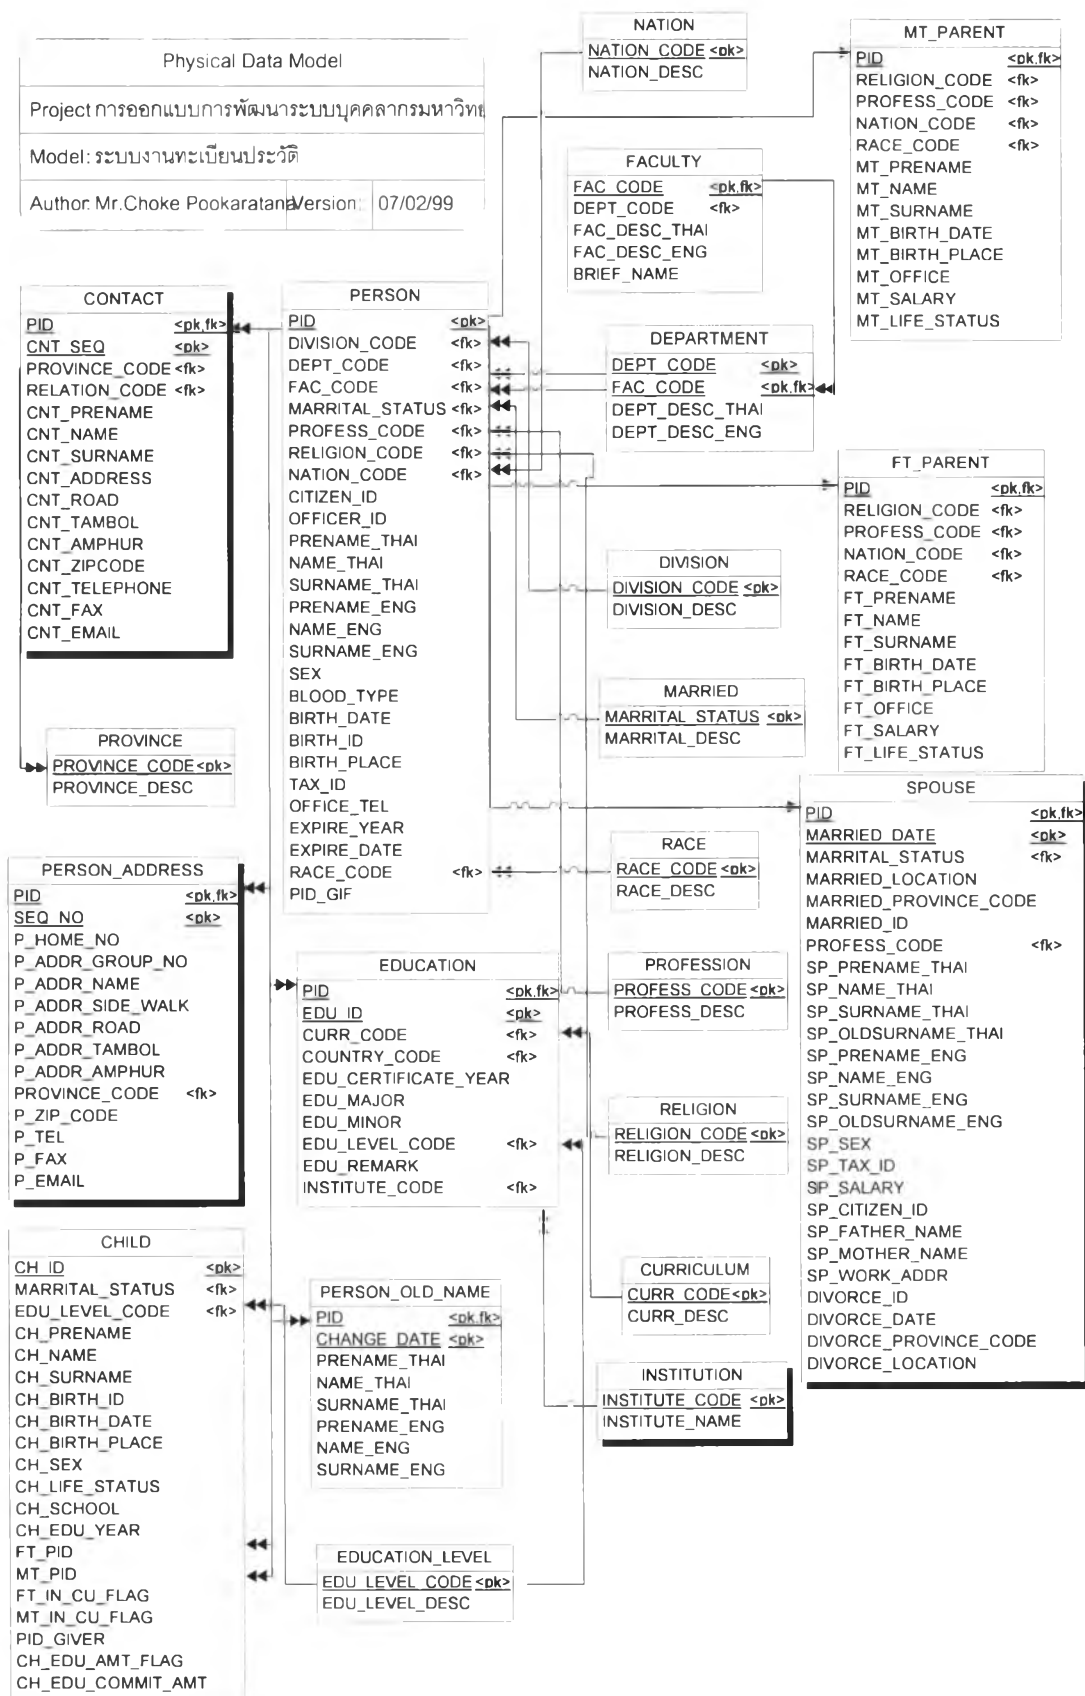 Physical Data Model
Project การออกแบบการพัฒนาระบบบุคคลากรมหาวิทย
Model: ระบบงานทะเบียนประวัติ
Author: Mr.Choke Pookaratana Version: 07/02/99
NATION
NATION_CODE <pk>
NATION_DESC
MT_PARENT
PID <pk,fk>
RELIGION_CODE <fk>
PROFESS_CODE <fk>
NATION_CODE <fk>
RACE_CODE <fk>
MT_PRENAME
MT_NAME
MT_SURNAME
MT_BIRTH_DATE
MT_BIRTH_PLACE
MT_OFFICE
MT_SALARY
MT_LIFE_STATUS
FACULTY
FAC_CODE <pk,fk>
DEPT_CODE <fk>
FAC_DESC_THAI
FAC_DESC_ENG
BRIEF_NAME
CONTACT
PID <pk,fk>
CNT_SEQ <pk>
PROVINCE_CODE <fk>
RELATION_CODE <fk>
CNT_PRENAME
CNT_NAME
CNT_SURNAME
CNT_ADDRESS
CNT_ROAD
CNT_TAMBOL
CNT_AMPHUR
CNT_ZIPCODE
CNT_TELEPHONE
CNT_FAX
CNT_EMAIL
PERSON
PID <pk>
DIVISION_CODE <fk>
DEPT_CODE <fk>
FAC_CODE <fk>
MARRITAL_STATUS <fk>
PROFESS_CODE <fk>
RELIGION_CODE <fk>
NATION_CODE <fk>
CITIZEN_ID
OFFICER_ID
PRENAME_THAI
NAME_THAI
SURNAME_THAI
PRENAME_ENG
NAME_ENG
SURNAME_ENG
SEX
BLOOD_TYPE
BIRTH_DATE
BIRTH_ID
BIRTH_PLACE
TAX_ID
OFFICE_TEL
EXPIRE_YEAR
EXPIRE_DATE
RACE_CODE <fk>
PID_GIF
DEPARTMENT
DEPT_CODE <pk>
FAC_CODE <pk,fk>
DEPT_DESC_THAI
DEPT_DESC_ENG
FT_PARENT
PID <pk,fk>
RELIGION_CODE <fk>
PROFESS_CODE <fk>
NATION_CODE <fk>
RACE_CODE <fk>
FT_PRENAME
FT_NAME
FT_SURNAME
FT_BIRTH_DATE
FT_BIRTH_PLACE
FT_OFFICE
FT_SALARY
FT_LIFE_STATUS
DIVISION
DIVISION_CODE <pk>
DIVISION_DESC
MARRIED
MARRITAL_STATUS <pk>
MARRITAL_DESC
PROVINCE
PROVINCE_CODE <pk>
PROVINCE_DESC
SPOUSE
PID <pk,fk>
MARRIED_DATE <pk>
MARRITAL_STATUS <fk>
MARRIED_LOCATION
MARRIED_PROVINCE_CODE
MARRIED_ID
PROFESS_CODE <fk>
SP_PRENAME_THAI
SP_NAME_THAI
SP_SURNAME_THAI
SP_OLDSURNAME_THAI
SP_PRENAME_ENG
SP_NAME_ENG
SP_SURNAME_ENG
SP_OLDSURNAME_ENG
SP_SEX
SP_TAX_ID
SP_SALARY
SP_CITIZEN_ID
SP_FATHER_NAME
SP_MOTHER_NAME
SP_WORK_ADDR
DIVORCE_ID
DIVORCE_DATE
DIVORCE_PROVINCE_CODE
DIVORCE_LOCATION
RACE
RACE_CODE <pk>
RACE_DESC
PERSON_ADDRESS
PID <pk,fk>
SEQ_NO <pk>
P_HOME_NO
P_ADDR_GROUP_NO
P_ADDR_NAME
P_ADDR_SIDE_WALK
P_ADDR_ROAD
P_ADDR_TAMBOL
P_ADDR_AMPHUR
PROVINCE_CODE <fk>
P_ZIP_CODE
P_TEL
P_FAX
P_EMAIL
EDUCATION
PID <pk,fk>
EDU_ID <pk>
CURR_CODE <fk>
COUNTRY_CODE <fk>
EDU_CERTIFICATE_YEAR
EDU_MAJOR
EDU_MINOR
EDU_LEVEL_CODE <fk>
EDU_REMARK
INSTITUTE_CODE <fk>
PROFESSION
PROFESS_CODE <pk>
PROFESS_DESC
RELIGION
RELIGION_CODE <pk>
RELIGION_DESC
CHILD
CH_ID <pk>
MARRITAL_STATUS <fk>
EDU_LEVEL_CODE <fk>
CH_PRENAME
CH_NAME
CH_SURNAME
CH_BIRTH_ID
CH_BIRTH_DATE
CH_BIRTH_PLACE
CH_SEX
CH_LIFE_STATUS
CH_SCHOOL
CH_EDU_YEAR
FT_PID
MT_PID
FT_IN_CU_FLAG
MT_IN_CU_FLAG
PID_GIVER
CH_EDU_AMT_FLAG
CH_EDU_COMMIT_AMT
PERSON_OLD_NAME
PID <pk,fk>
CHANGE_DATE <pk>
PRENAME_THAI
NAME_THAI
SURNAME_THAI
PRENAME_ENG
NAME_ENG
SURNAME_ENG
CURRICULUM
CURR_CODE <pk>
CURR_DESC
INSTITUTION
INSTITUTE_CODE <pk>
INSTITUTE_NAME
EDUCATION_LEVEL
EDU_LEVEL_CODE <pk>
EDU_LEVEL_DESC